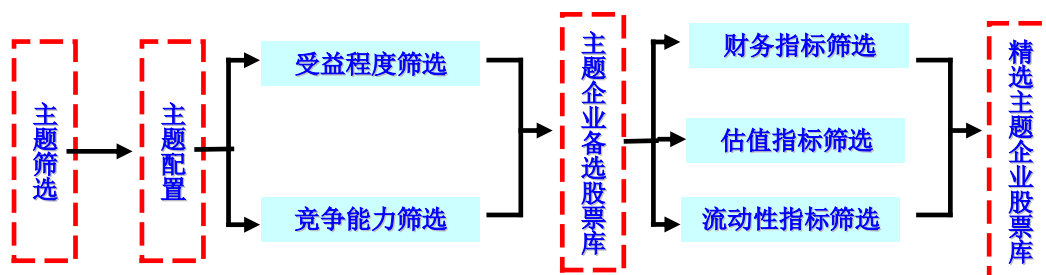 主题筛选
主题配置
受益程度筛选
竞争能力筛选
主题企业备选股票库
财务指标筛选
估值指标筛选
流动性指标筛选
精选主题企业股票库